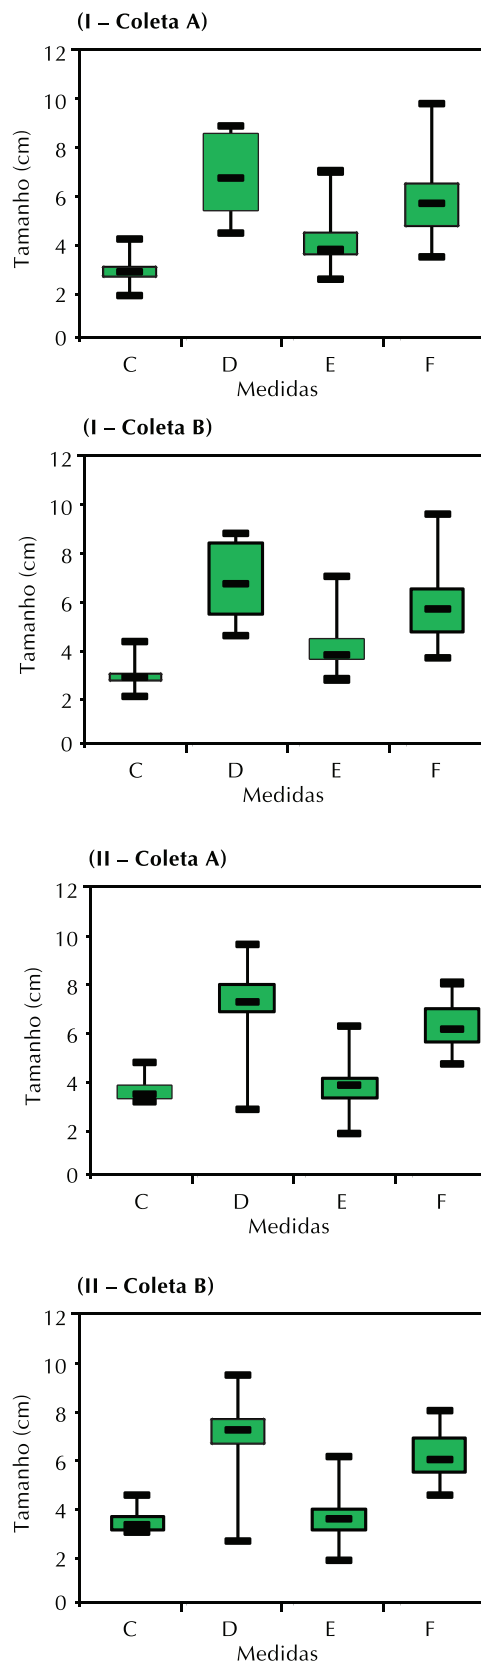 (I – Coleta A)
12
10
8
6
4
2
0
Tamanho (cm)
C D E F
Medidas
(I – Coleta B)
12
10
8
6
4
2
0
Tamanho (cm)
C D E F
Medidas
(II – Coleta A)
12
10
8
6
4
2
0
Tamanho (cm)
C D E F
Medidas
(II – Coleta B)
12
10
8
6
4
2
0
Tamanho (cm)
C D E F
Medidas